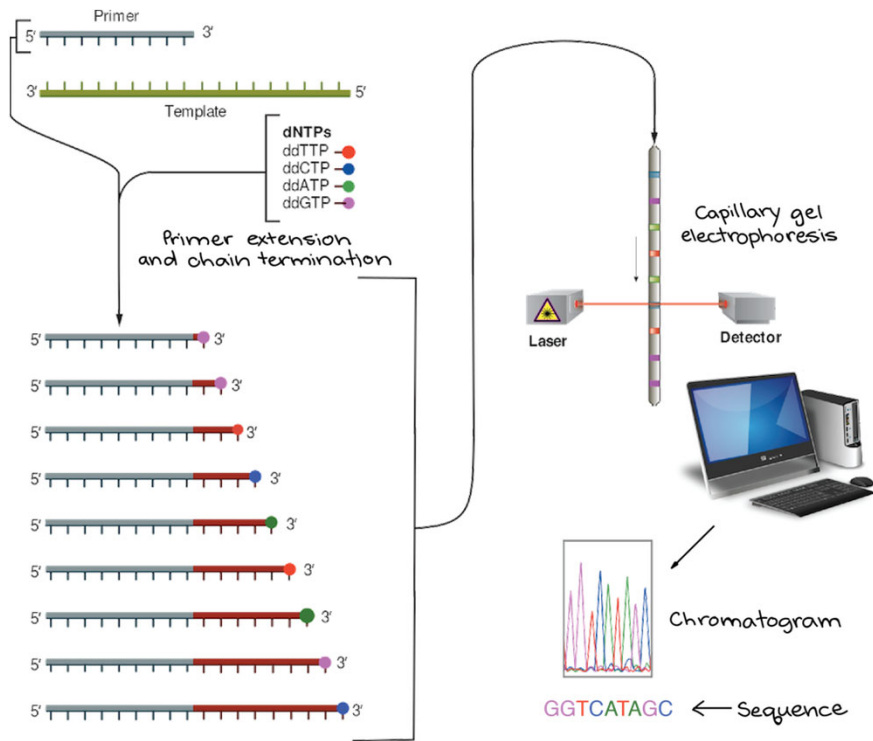 Primer
5′ 3′
3′ 5′
Template
dNTPs
ddTTP
ddCTP
ddATP
ddGTP
Primer extension
and chain termination
5′ 3′
5′ 3′
5′ 3′
5′ 3′
5′ 3′
5′ 3′
5′ 3′
5′ 3′
5′ 3′
Capillary gel
electrophoresis
Laser
Detector
Chromatogram
GGTCATAGC ← Sequence